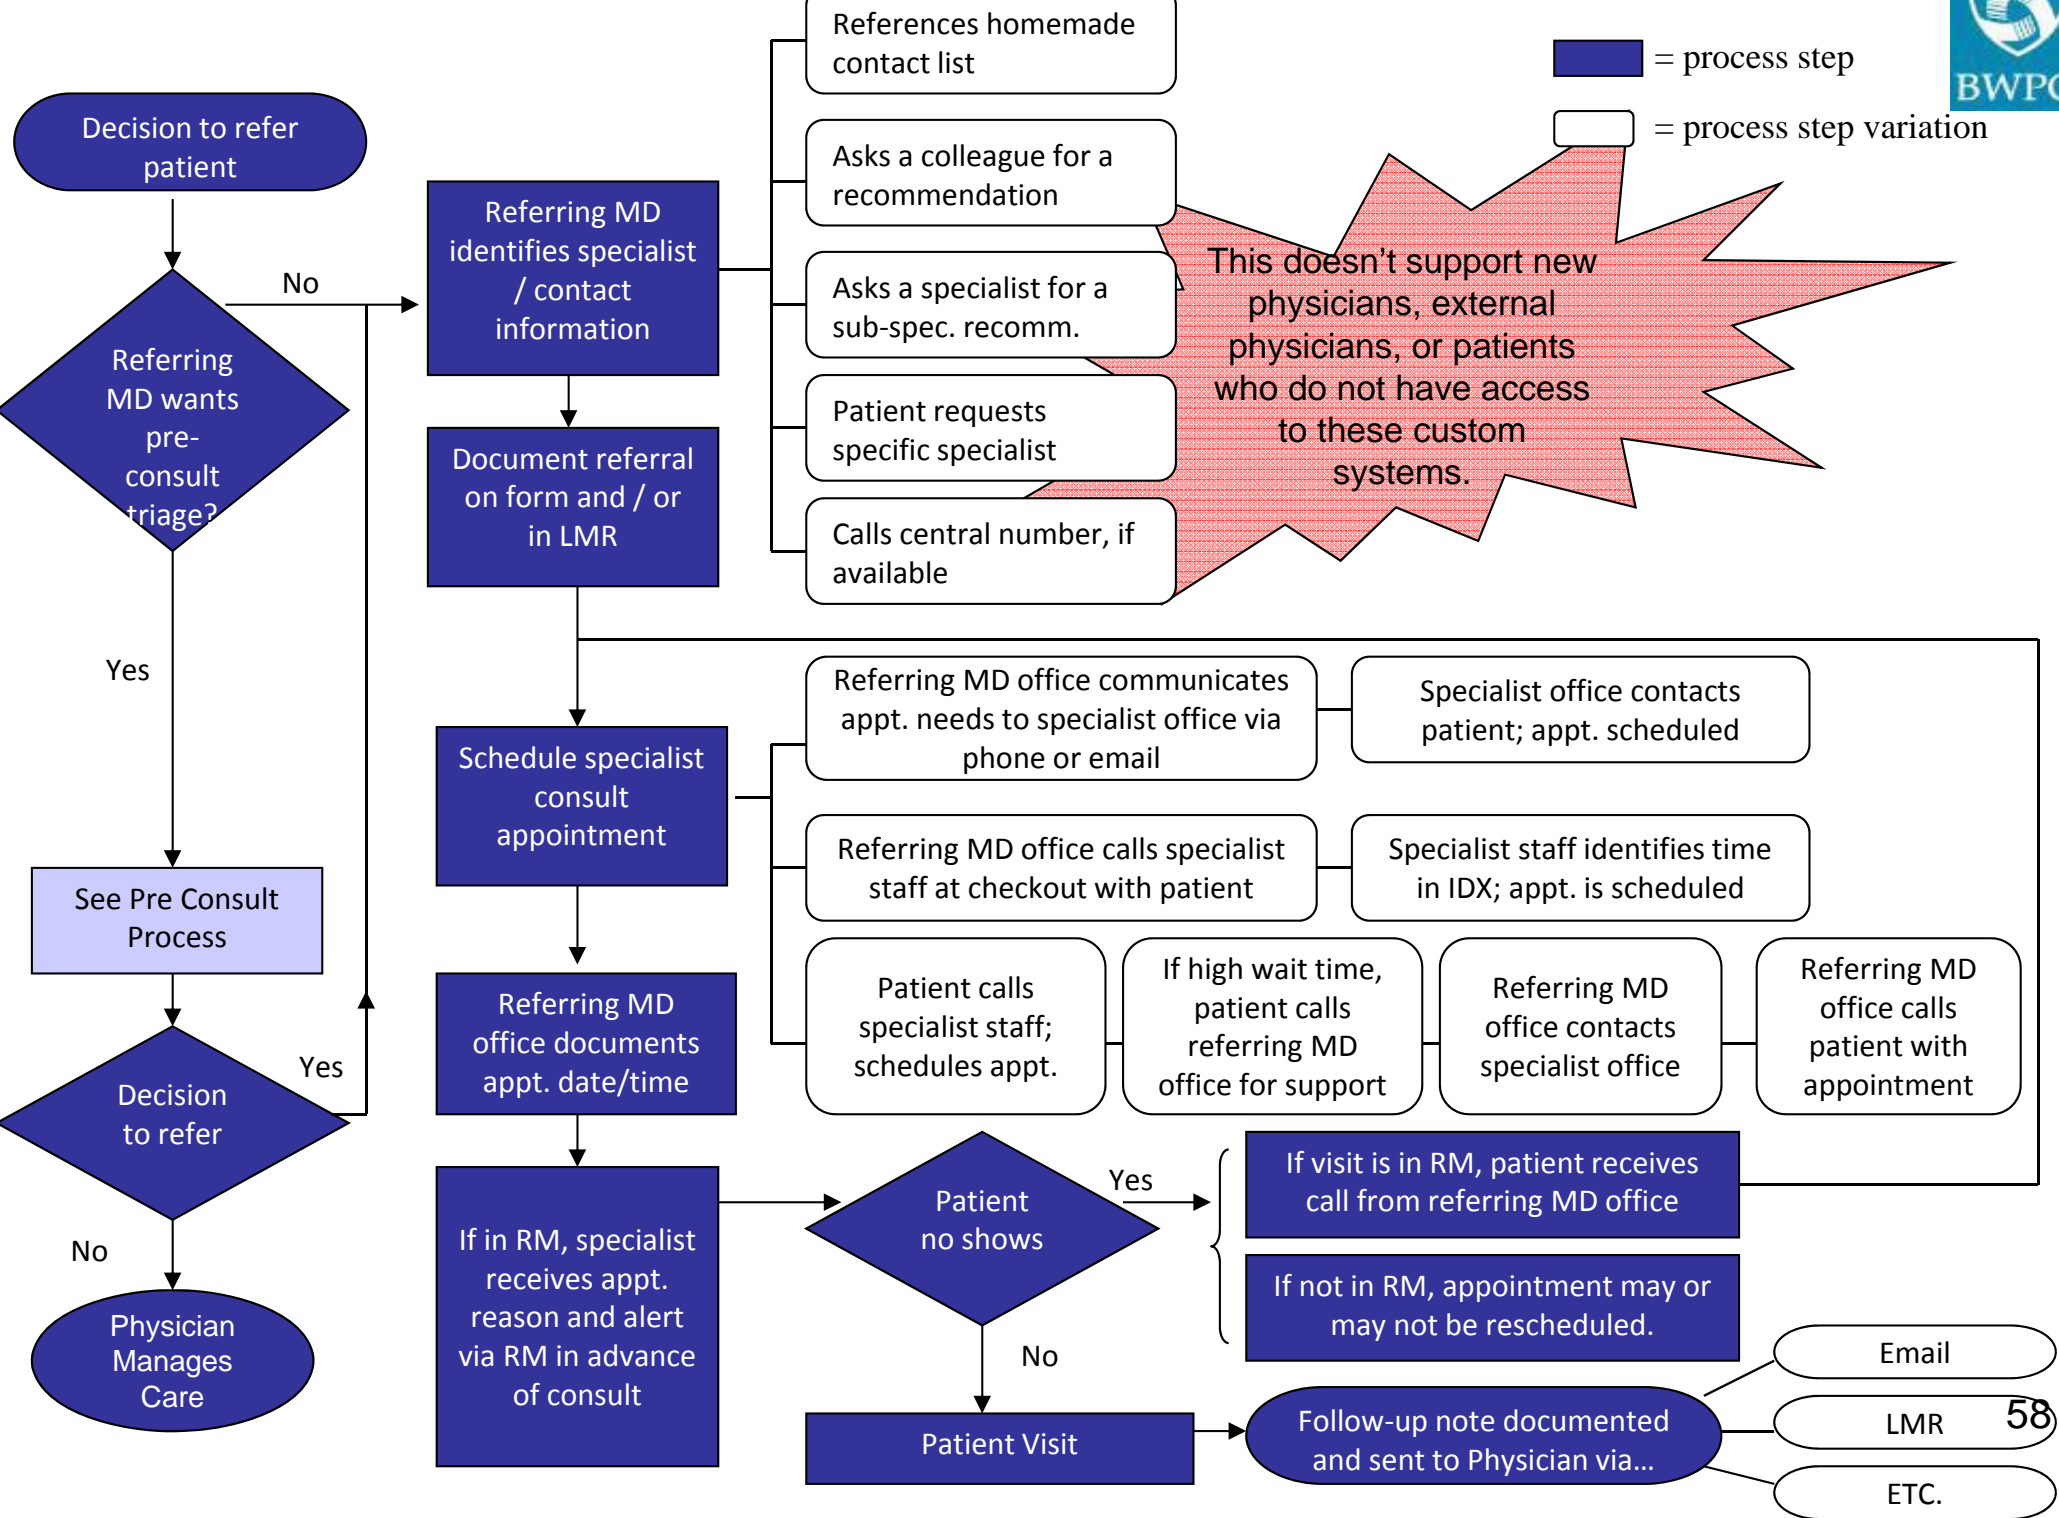 References homemade
contact list
= process step
BWPO
= process step variation
Decision to refer
patient
Asks a colleague for a
recommendation
Referring MD
identifies specialist
/ contact
information
No
Asks a specialist for a
sub-spec. recomm.
This doesn’t support new
physicians, external
physicians, or patients
who do not have access
to these custom
systems.
Referring
MD wants
pre-
consult
triage?
Patient requests
specific specialist
Document referral
on form and / or
in LMR
Calls central number, if
available
Yes
Referring MD office communicates
appt. needs to specialist office via
phone or email
Specialist office contacts
patient; appt. scheduled
Schedule specialist
consult
appointment
Referring MD office calls specialist
staff at checkout with patient
Specialist staff identifies time
in IDX; appt. is scheduled
See Pre Consult
Process
Patient calls
specialist staff;
schedules appt.
If high wait time,
patient calls
referring MD
office for support
Referring MD
office contacts
specialist office
Referring MD
office calls
patient with
appointment
Referring MD
office documents
appt. date/time
Yes
Decision
to refer
No
Physician
Manages
Care
If in RM, specialist
receives appt.
reason and alert
via RM in advance
of consult
Patient
no shows
Yes
If visit is in RM, patient receives
call from referring MD office
If not in RM, appointment may or
may not be rescheduled.
No
Patient Visit
Follow-up note documented
and sent to Physician via…
Email
LMR
58
ETC.